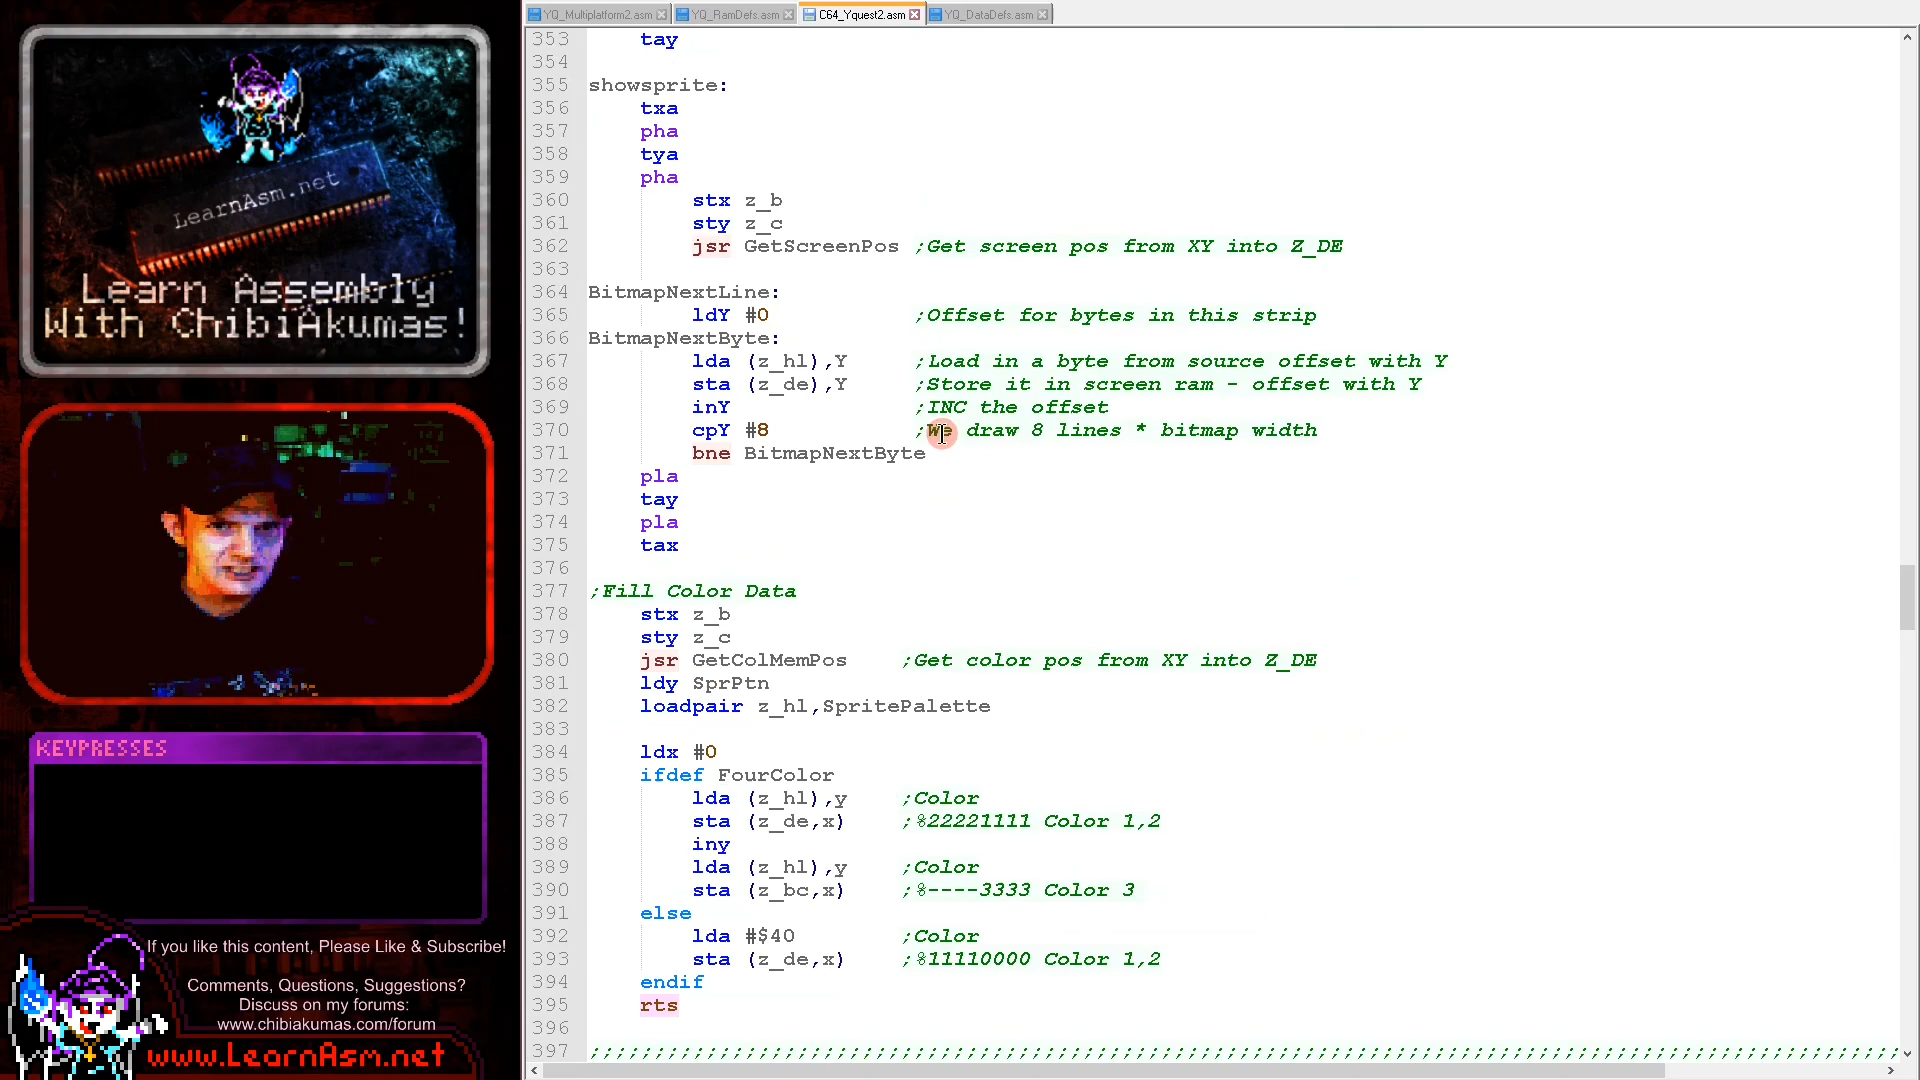 LearnAsm.net
Learn Assembly
With ChibiAkumas!
KEYPRESSES
If you like this content, Please Like & Subscribe!
Comments, Questions, Suggestions?
Discuss on my forums:
www.chibiakumas.com/forum
www.LearnAsm.net
YQ_Multiplatform2.asm YQ_RamDefs.asm C64_Yquest2.asm YQ_DataDefs.asm
353 tay
354
355 showsprite:
356 txa
357 pha
358 tya
359 pha
360 stx z_b
361 sty z_c
362 jsr GetScreenPos ;Get screen pos from XY into Z_DE
363
364 BitmapNextLine:
365 ldY #0 ;Offset for bytes in this strip
366 BitmapNextByte:
367 lda (z_hl),Y ;Load in a byte from source offset with Y
368 sta (z_de),Y ;Store it in screen ram - offset with Y
369 inY ;INC the offset
370 cpY #8 ;We draw 8 lines * bitmap width
371 bne BitmapNextByte
372 pla
373 tay
374 pla
375 tax
376
377 ;Fill Color Data
378 stx z_b
379 sty z_c
380 jsr GetColMemPos ;Get color pos from XY into Z_DE
381 ldy SprPtn
382 loadpair z_hl,SpritePalette
383
384 ldx #0
385 ifdef FourColor
386 lda (z_hl),y ;Color
387 sta (z_de,x) ;%22221111 Color 1,2
388 iny
389 lda (z_hl),y ;Color
390 sta (z_bc,x) ;%----3333 Color 3
391 else
392 lda #$40 ;Color
393 sta (z_de,x) ;%11110000 Color 1,2
394 endif
395 rts
396
397 ;;;;;;;;;;;;;;;;;;;;;;;;;;;;;;;;;;;;;;;;;;;;;;;;;;;;;;;;;;;;;;;;;;;;;;;;;;;;;;;;;;;;;;;;;;;;;;;;;;;;;